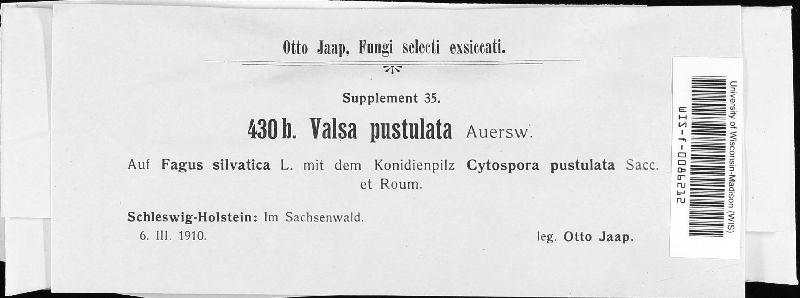 Otto Jaap, Fungi selecti exsiccati.
Supplement 35.
430 b. Valsa pustulata Auersw.
Auf Fagus silvatica L. mit dem Konidienpilz Cytospora pustulata Sacc.
et Roum.
Schleswig-Holstein: Im Sachsenwald.
6. III. 1910.
leg. Otto Jaap.
University of Wisconsin-Madison (WIS)
WIS-f-0089212